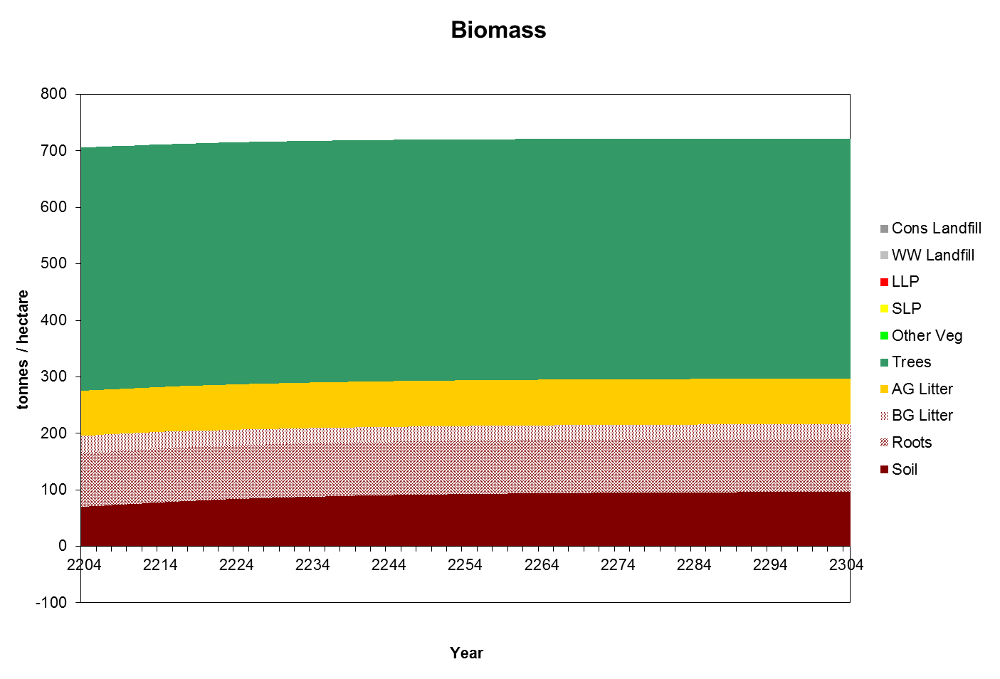 Biomass
800
700
600
500
400
300
200
100
0
-100
tonnes / hectare
2204 2214 2224 2234 2244 2254 2264 2274 2284 2294 2304
Year
Cons Landfill
WW Landfill
LLP
SLP
Other Veg
Trees
AG Litter
BG Litter
Roots
Soil